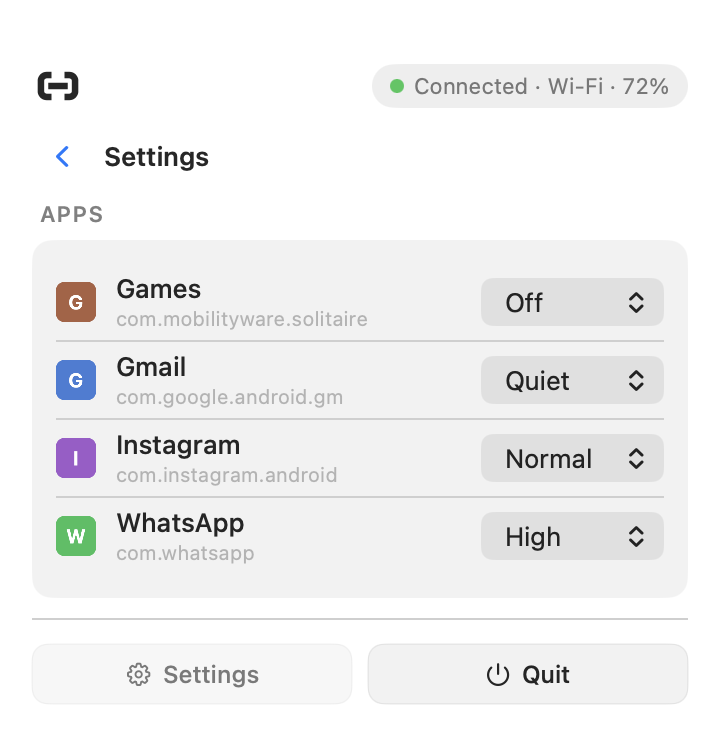 Connected · Wi-Fi · 72%
Settings
APPS
G
Games
com.mobilityware.solitaire
Off
G
Gmail
com.google.android.gm
Quiet
I
Instagram
com.instagram.android
Normal
W
WhatsApp
com.whatsapp
High
Settings
Quit